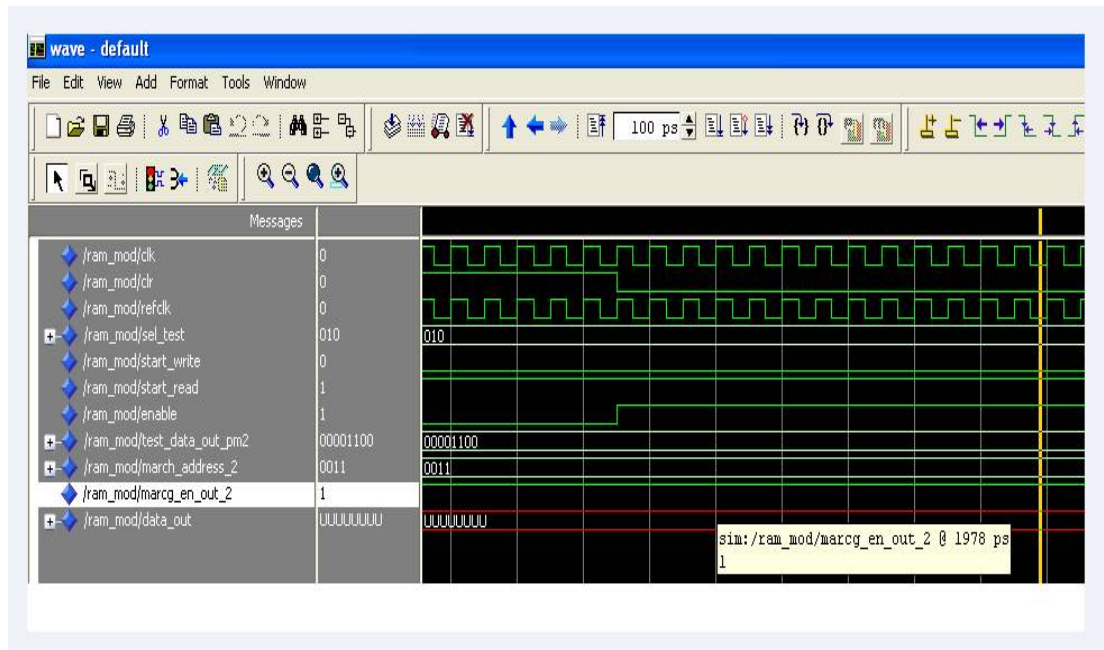 wave - default
File Edit View Add Format Tools Window
100 ps
Messages
/ram_mod/clk 0
/ram_mod/clr 0
/ram_mod/refclk 0
/ram_mod/sel_test 010 010
/ram_mod/start_write 0
/ram_mod/start_read 1
/ram_mod/enable 1
/ram_mod/test_data_out_pm2 00001100 00001100
/ram_mod/march_address_2 0011 0011
/ram_mod/marcg_en_out_2 1
/ram_mod/data_out UUUUUUUU UUUUUUUU
sim:/ram_mod/marcg_en_out_2 @ 1978 ps
1